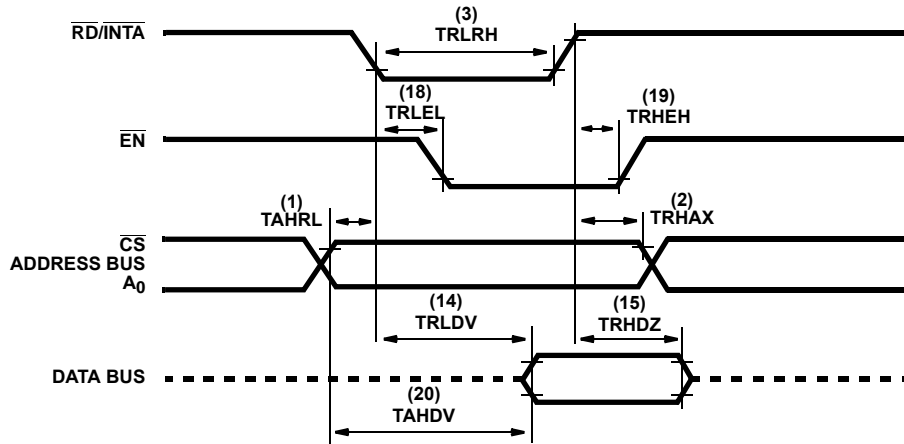 (3)
RD/INTA
TRLRH
(18)
TRLEL
(19)
TRHEH
EN
(1)
TAHRL
(2)
TRHAX
CS
ADDRESS BUS
A0
(14)
TRLDV
(15)
TRHDZ
DATA BUS
(20)
TAHDV